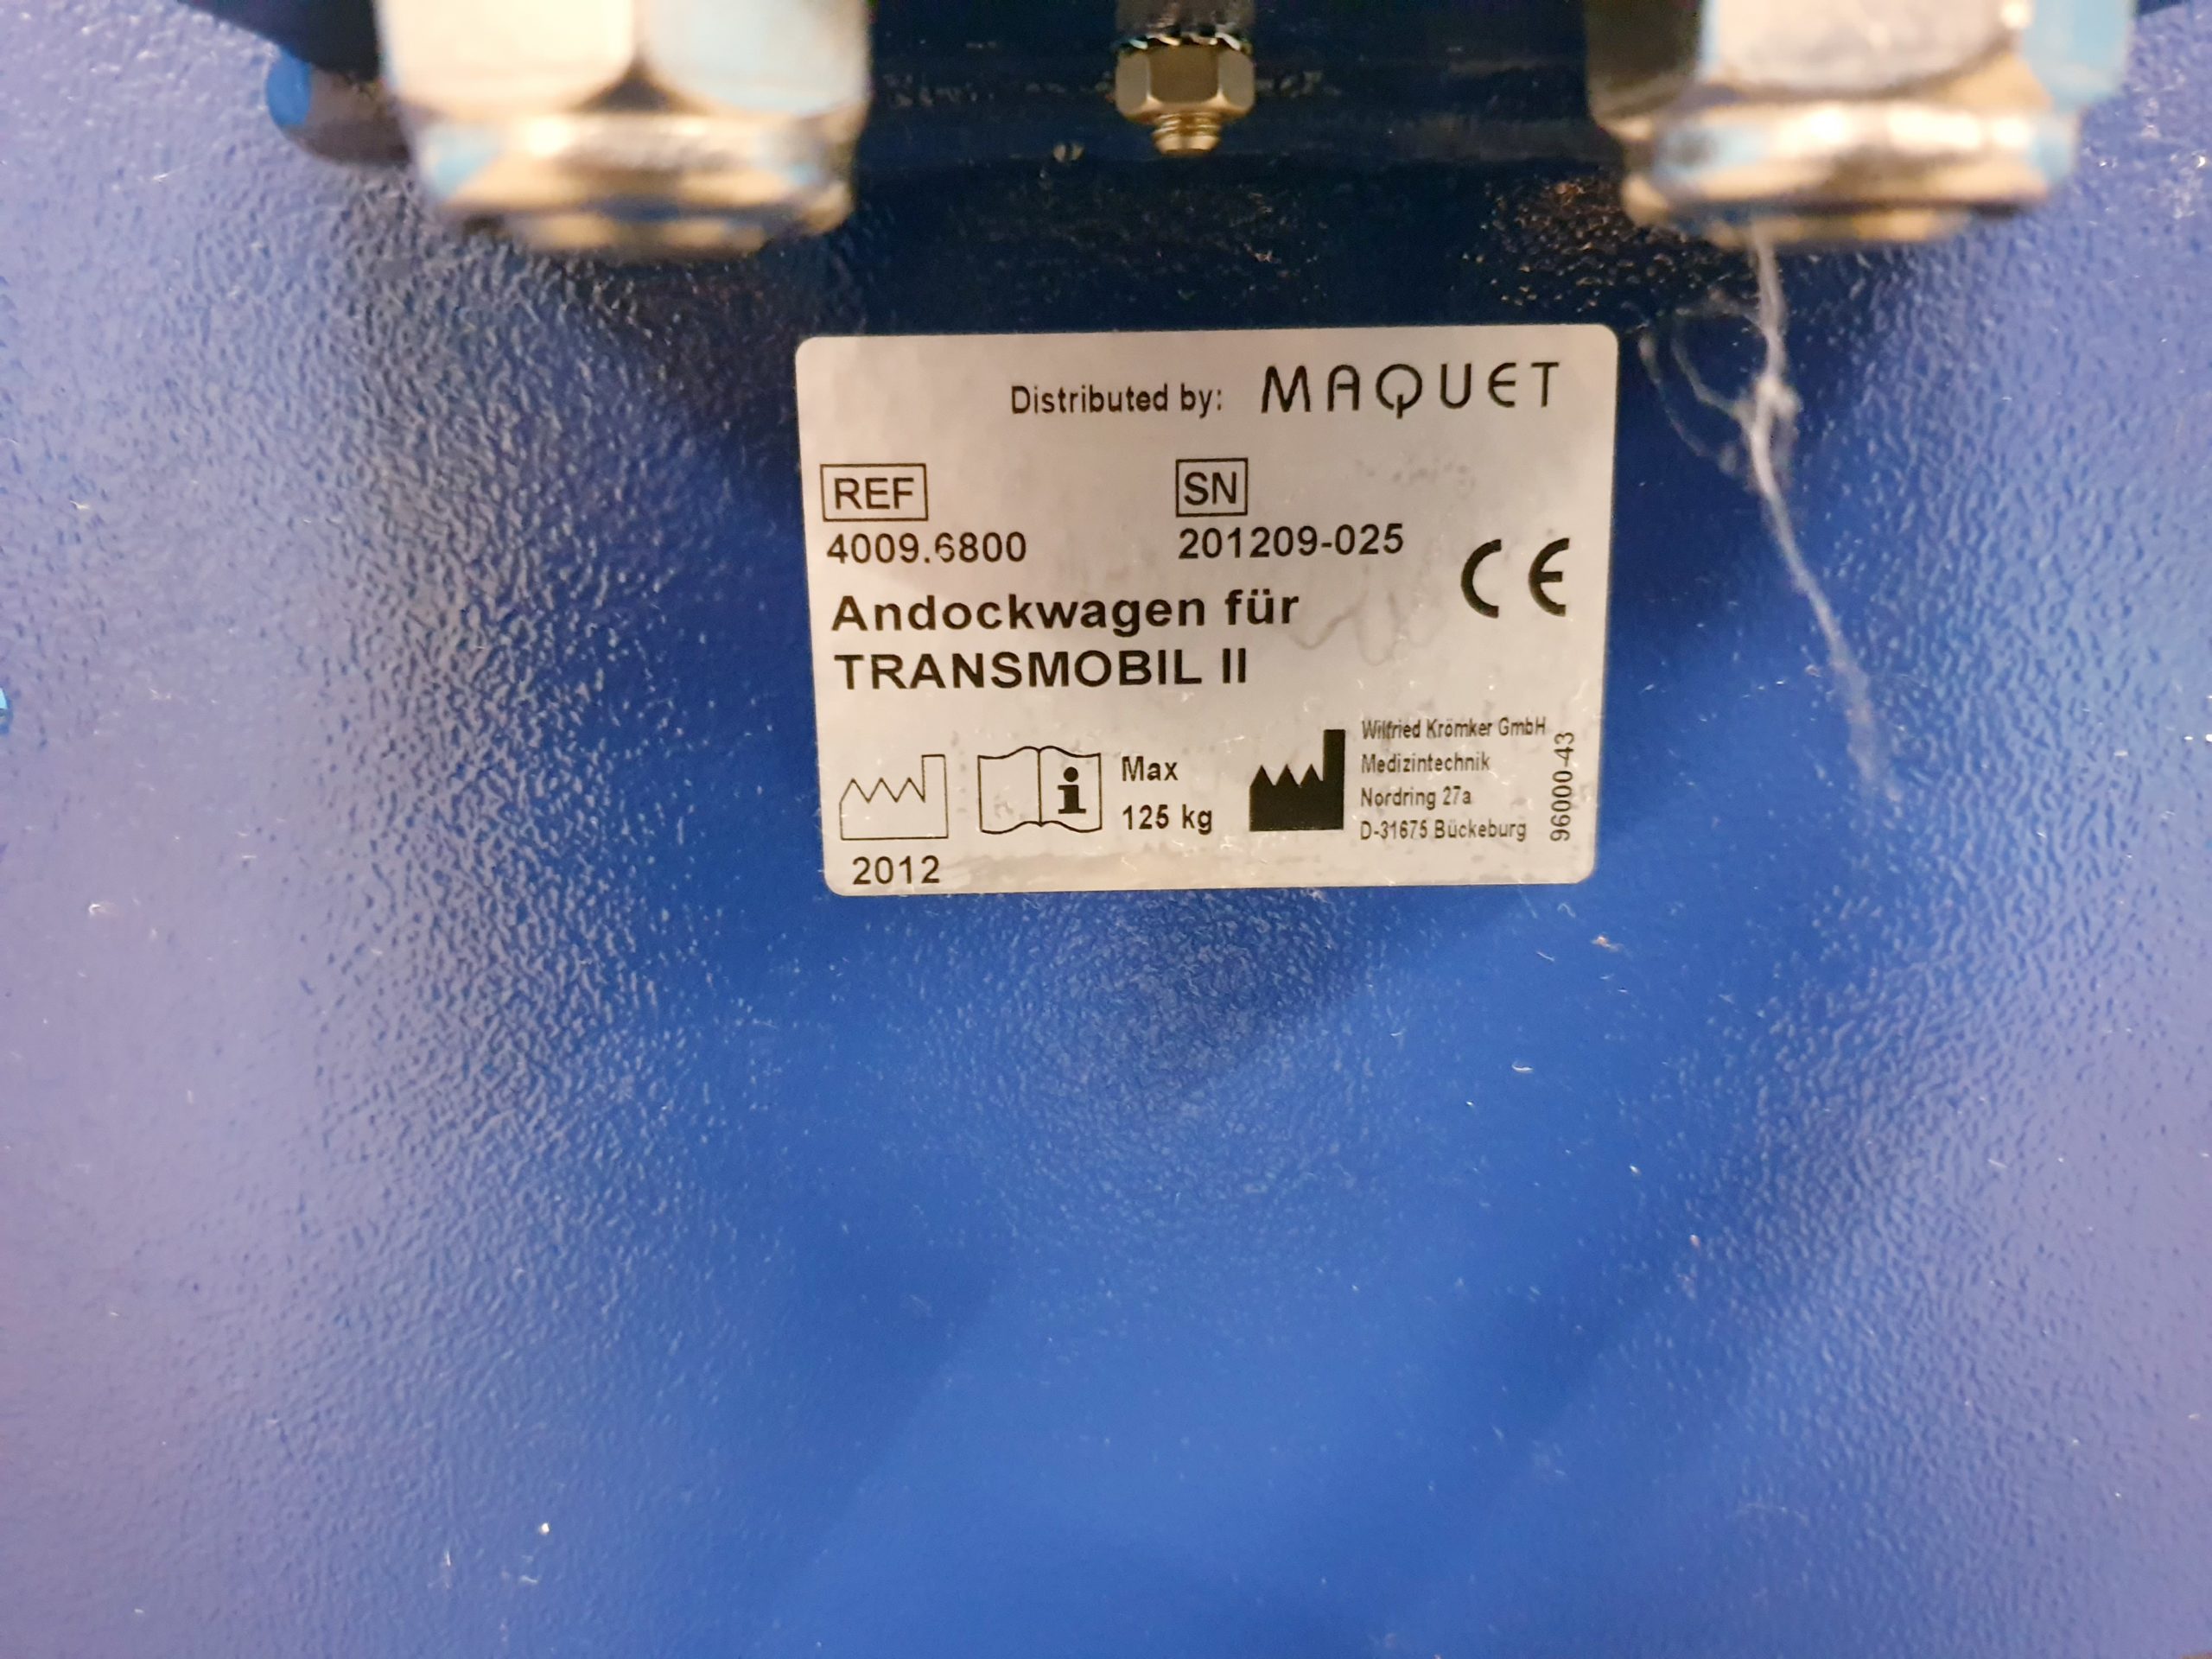 Distributed by: MAQUET
REF SN
4009.6800 201209-025
CE
Andockwagen für
TRANSMOBIL II
Max
125 kg
2012
Wilfried Krömker GmbH
Medizintechnik
Nordring 27a
D-31675 Bückeburg
96000-43